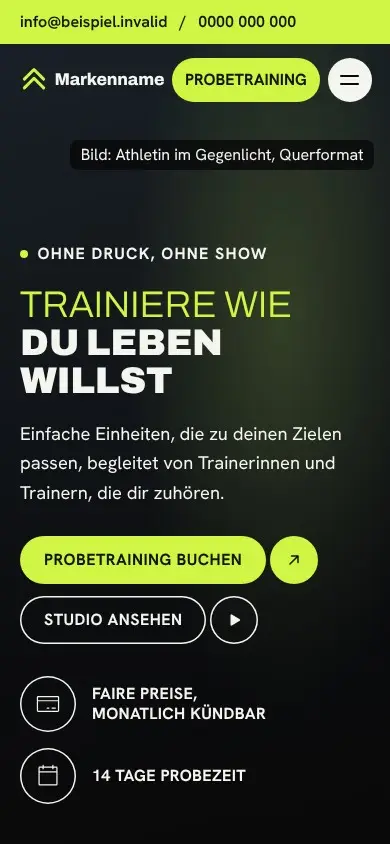 info@beispiel.invalid / 0000 000 000
Markenname
PROBETRAINING
Bild: Athletin im Gegenlicht, Querformat
OHNE DRUCK, OHNE SHOW
TRAINIERE WIE
DU LEBEN
WILLST
Einfache Einheiten, die zu deinen Zielen
passen, begleitet von Trainerinnen und
Trainern, die dir zuhören.
PROBETRAINING BUCHEN
STUDIO ANSEHEN
FAIRE PREISE,
MONATLICH KÜNDBAR
14 TAGE PROBEZEIT